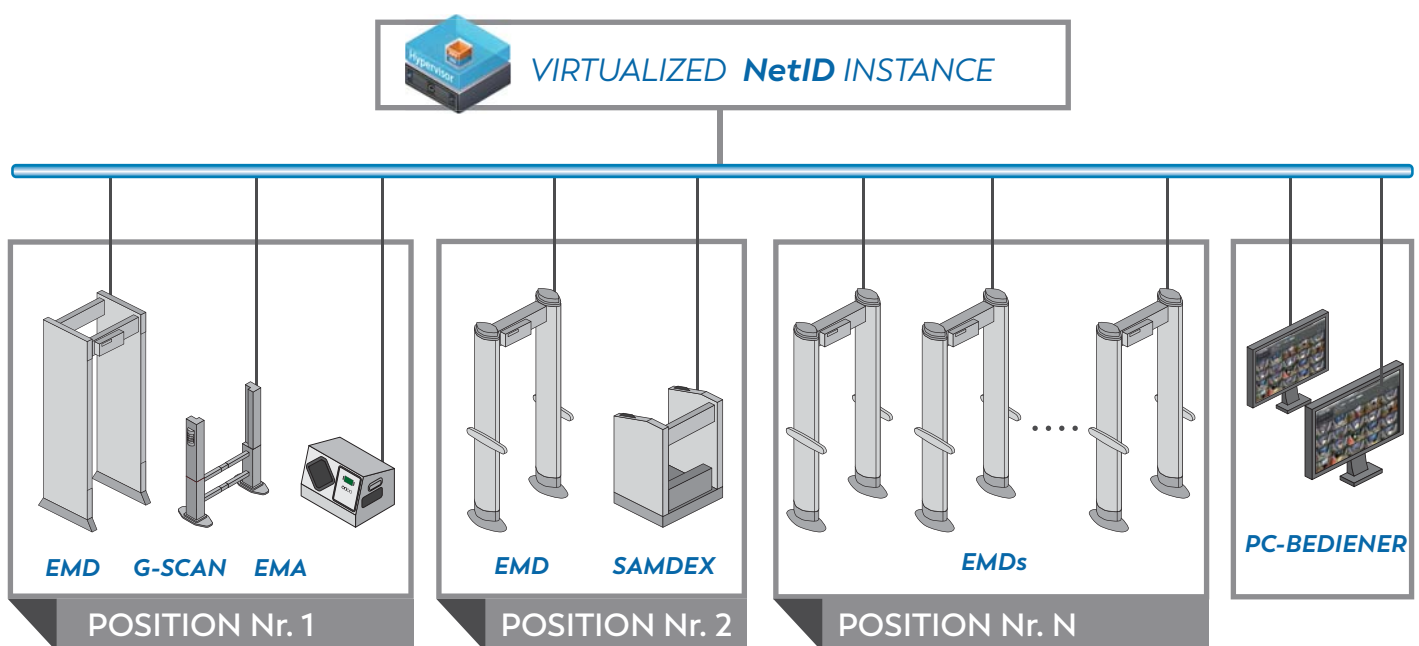 Hypervisor
VIRTUALIZED NetID INSTANCE
EMD G-SCAN EMA
POSITION Nr. 1
EMD SAMDEX
POSITION Nr. 2
EMDs
POSITION Nr. N
PC-BEDIENER